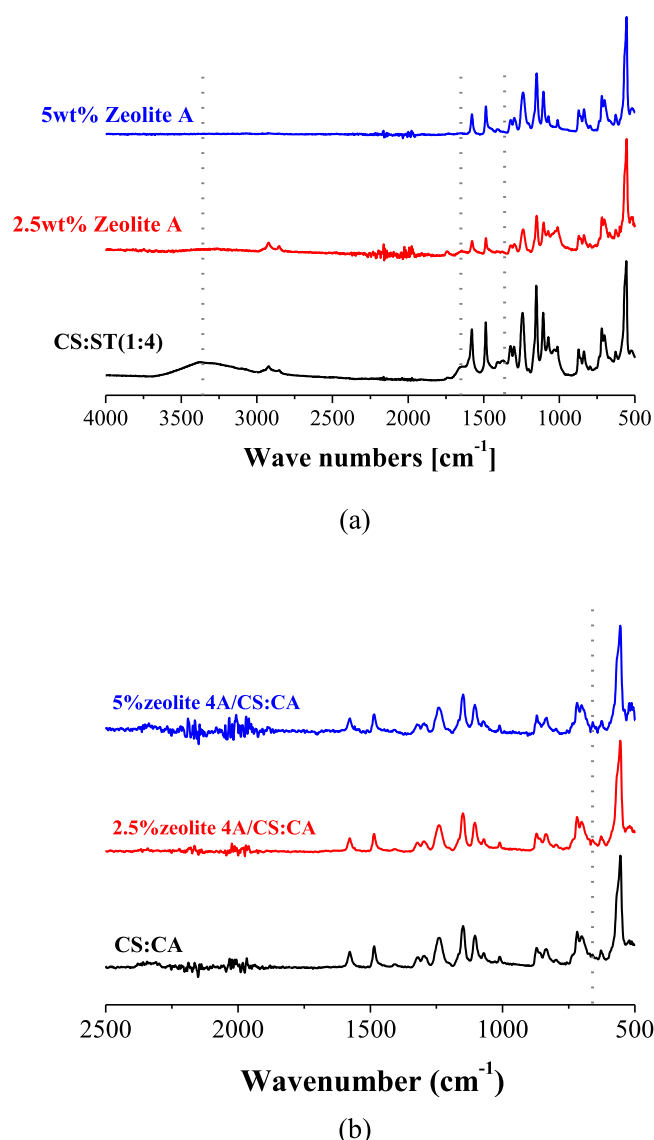 5wt% Zeolite A
2.5wt% Zeolite A
CS:ST(1:4)
4000 3500 3000 2500 2000 1500 1000 500
Wave numbers [cm⁻¹]
(a)
5%zeolite 4A/CS:CA
2.5%zeolite 4A/CS:CA
CS:CA
2500 2000 1500 1000 500
Wavenumber (cm⁻¹)
(b)